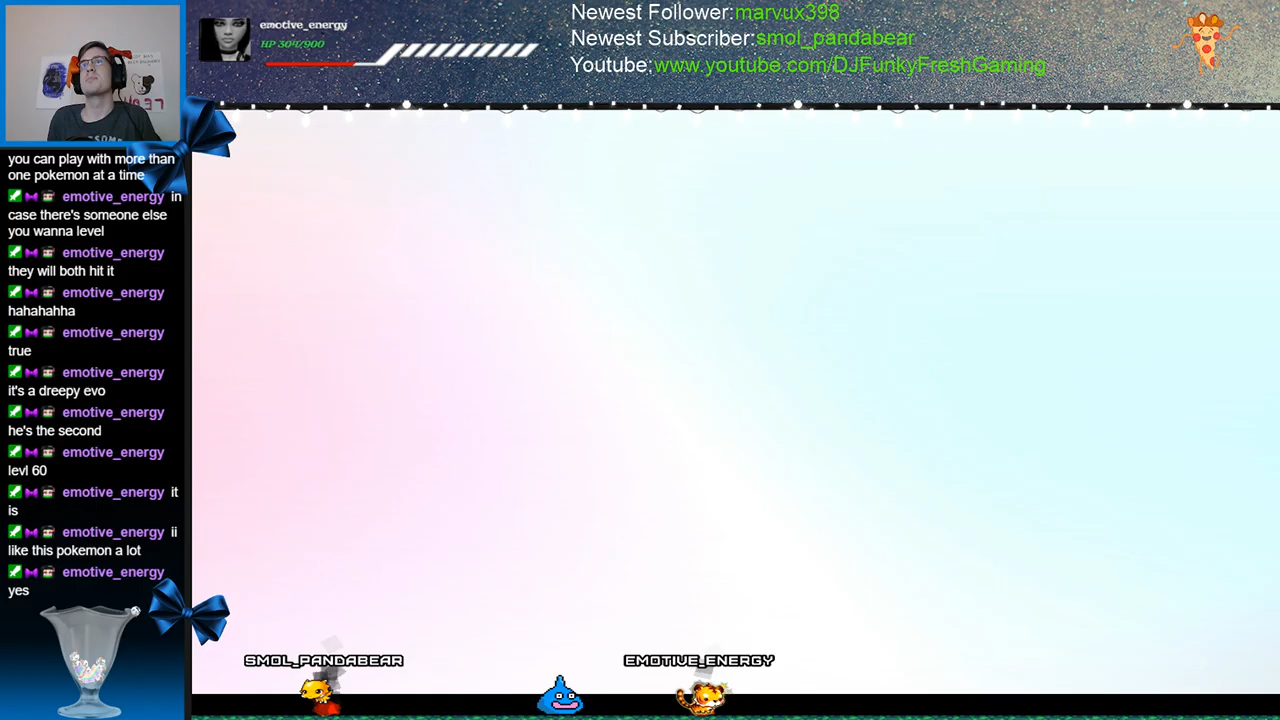 emotive_energy
HP 304/900
Newest Follower:marvux398
Newest Subscriber:smol_pandabear
Youtube;www.youtube.com/DJFunkyFreshGaming
you can play with more than
one pokemon at a time
emotive_energy in
case there's someone else
you wanna level
emotive_energy
they will both hit it
emotive_energy
hahahahha
emotive_energy
true
emotive_energy
it's a dreepy evo
emotive_energy
he's the second
emotive_energy
levl 60
emotive_energy it
is
emotive_energy ii
like this pokemon a lot
emotive_energy
yes
SMOL_PANDABEAR
EMOTIVE_ENERGY